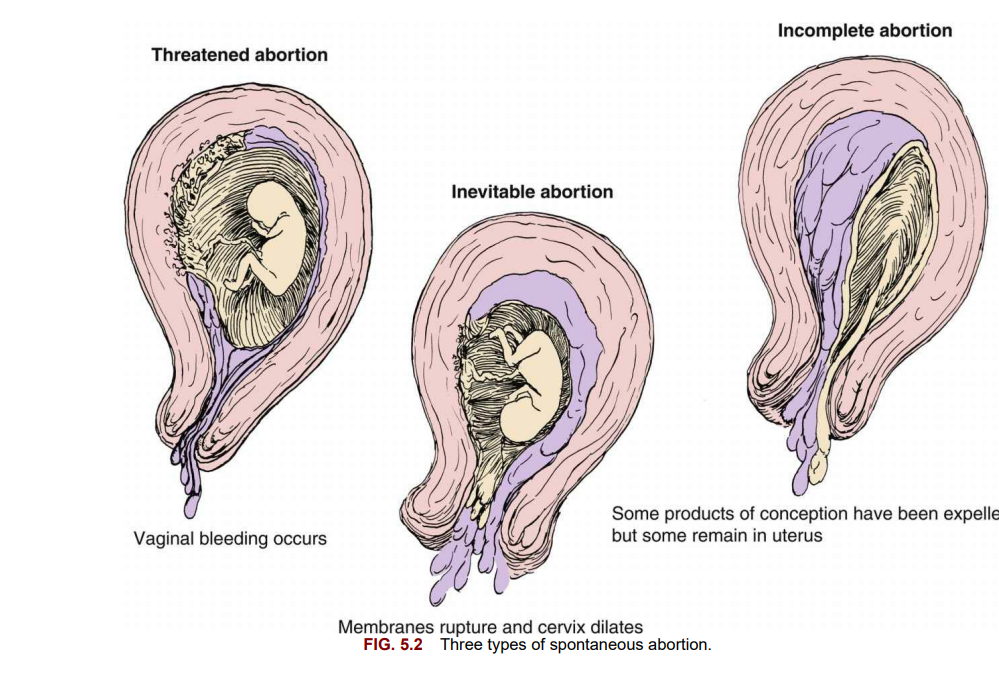 Threatened abortion
Incomplete abortion
Inevitable abortion
Vaginal bleeding occurs
Some products of conception have been expelle
but some remain in uterus
Membranes rupture and cervix dilates
FIG. 5.2 Three types of spontaneous abortion.